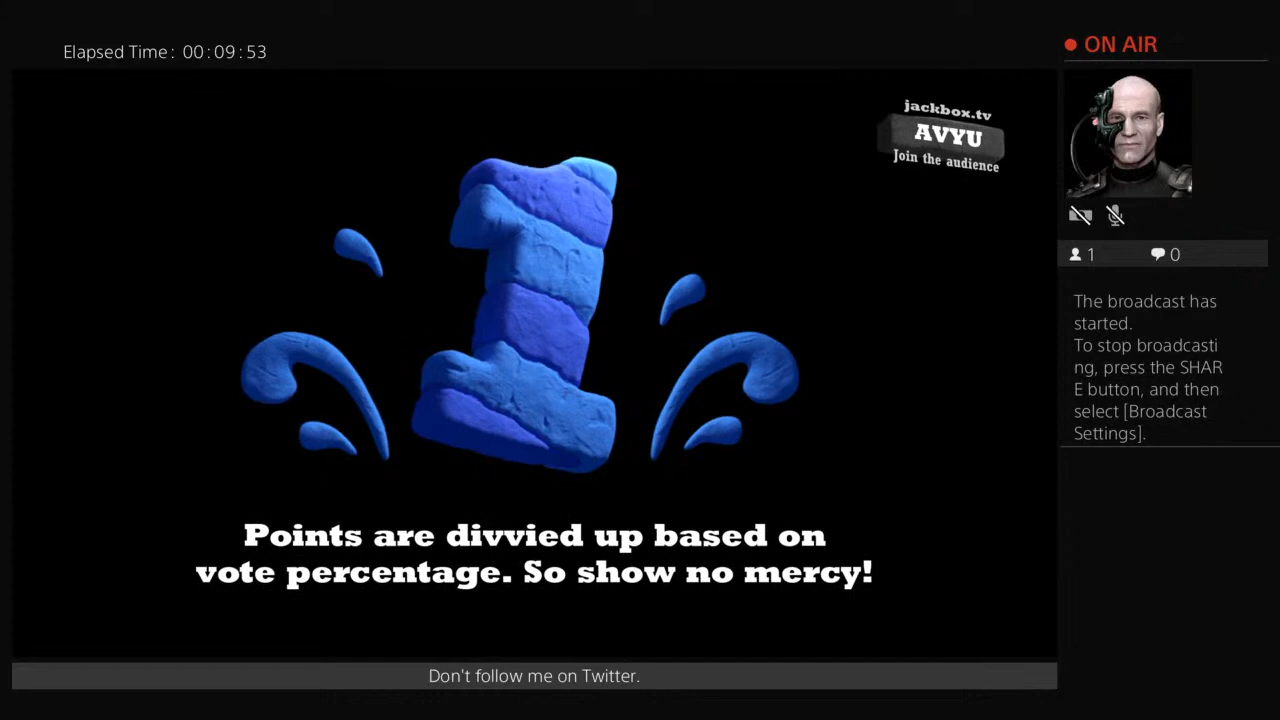 Elapsed Time: 00:09:53
ON AIR
jackbox.tv
AVYU
Join the audience
1
1
0
The broadcast has
started.
To stop broadcasti
ng, press the SHAR
E button, and then
select [Broadcast
Settings].
Points are divvied up based on
vote percentage. So show no mercy!
Don't follow me on Twitter.